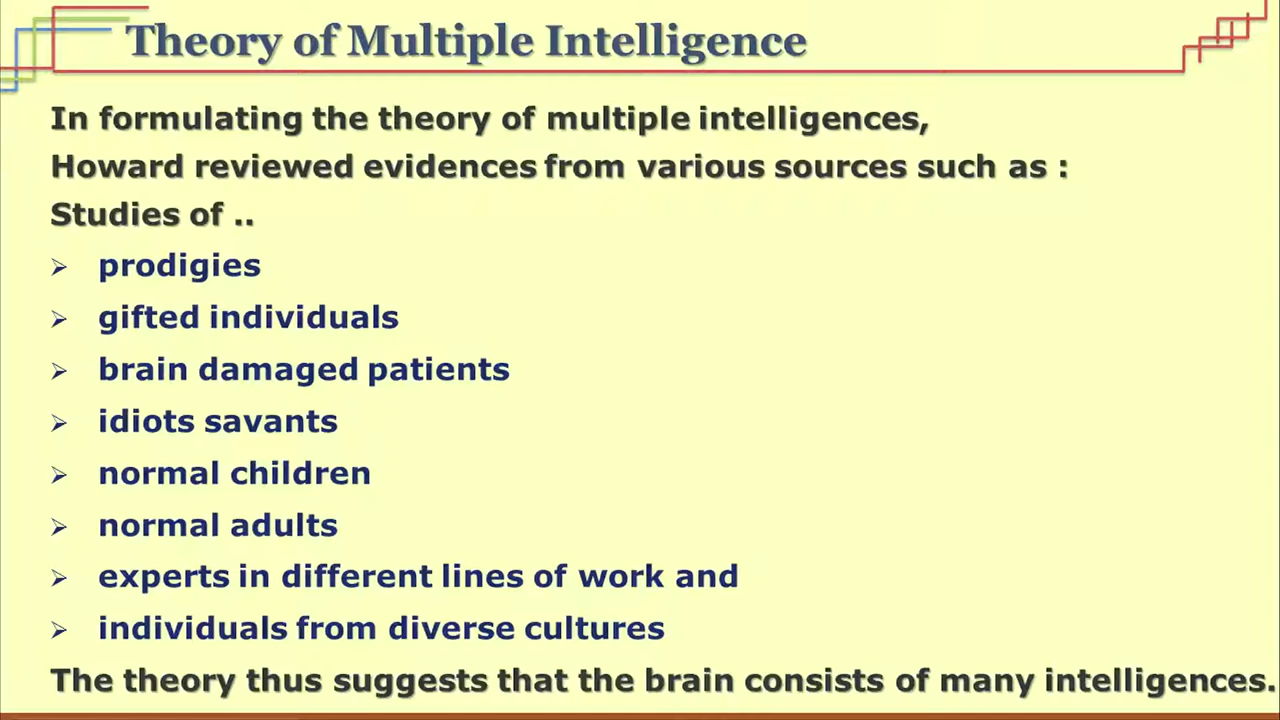 Theory of Multiple Intelligence
In formulating the theory of multiple intelligences,
Howard reviewed evidences from various sources such as :
Studies of ..
➢ prodigies
➢ gifted individuals
➢ brain damaged patients
➢ idiots savants
➢ normal children
➢ normal adults
➢ experts in different lines of work and
➢ individuals from diverse cultures
The theory thus suggests that the brain consists of many intelligences.